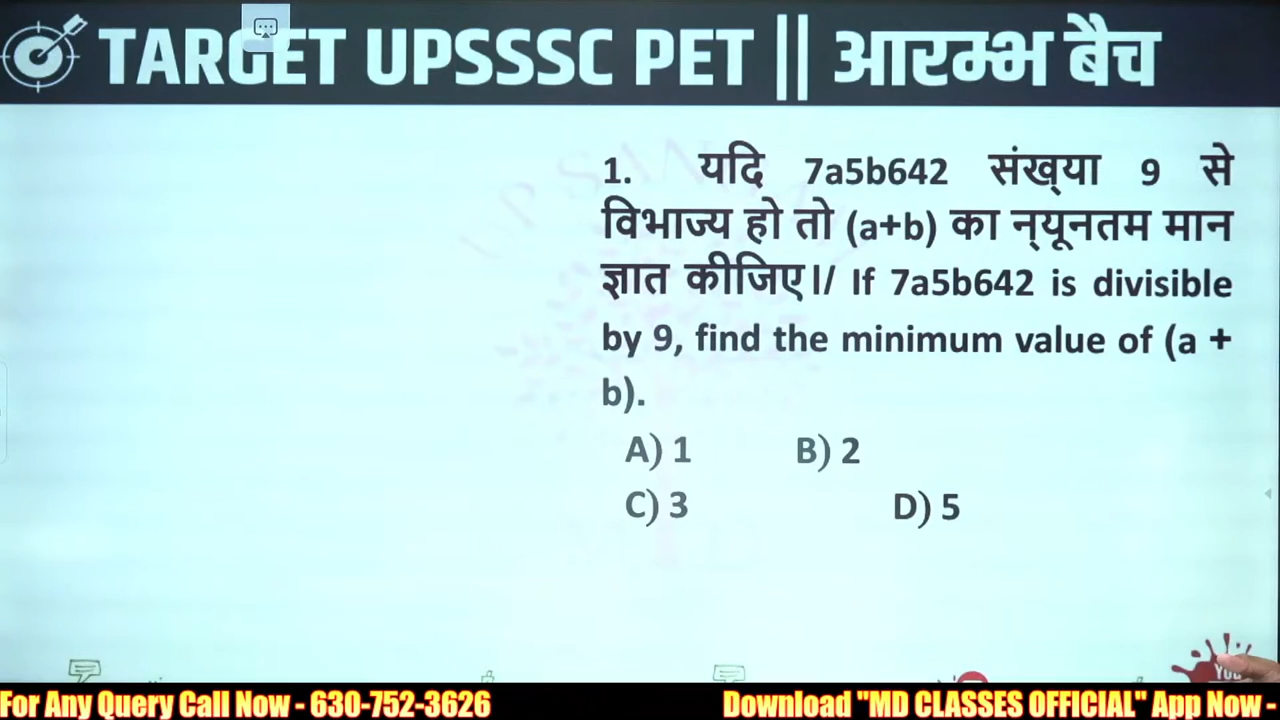 TARGET UPSSSC PET || आरम्भ बैच
1. यदि 7a5b642 संख्या 9 से
विभाज्य हो तो (a+b) का न्यूनतम मान
ज्ञात कीजिए।/ If 7a5b642 is divisible
by 9, find the minimum value of (a +
b).
A) 1 B) 2
C) 3 D) 5
For Any Query Call Now - 630-752-3626 Download "MD CLASSES OFFICIAL" App Now -